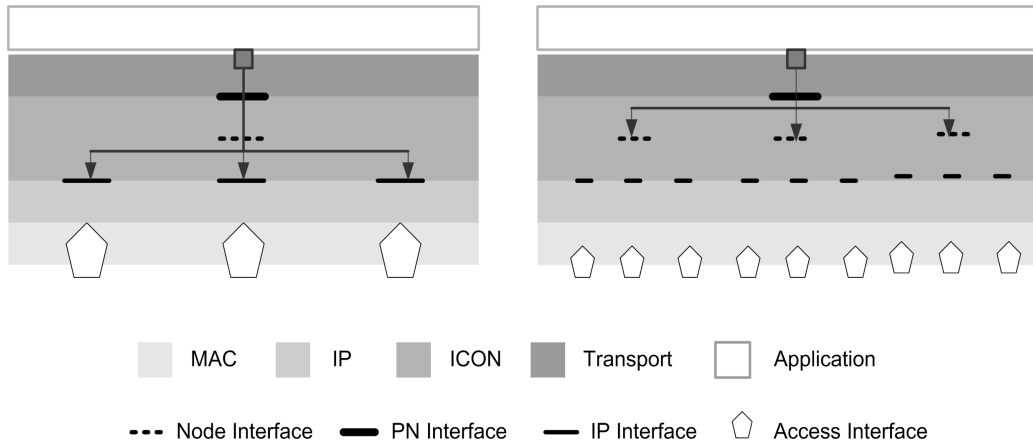 MAC IP ICON Transport Application
Node Interface PN Interface IP Interface Access Interface